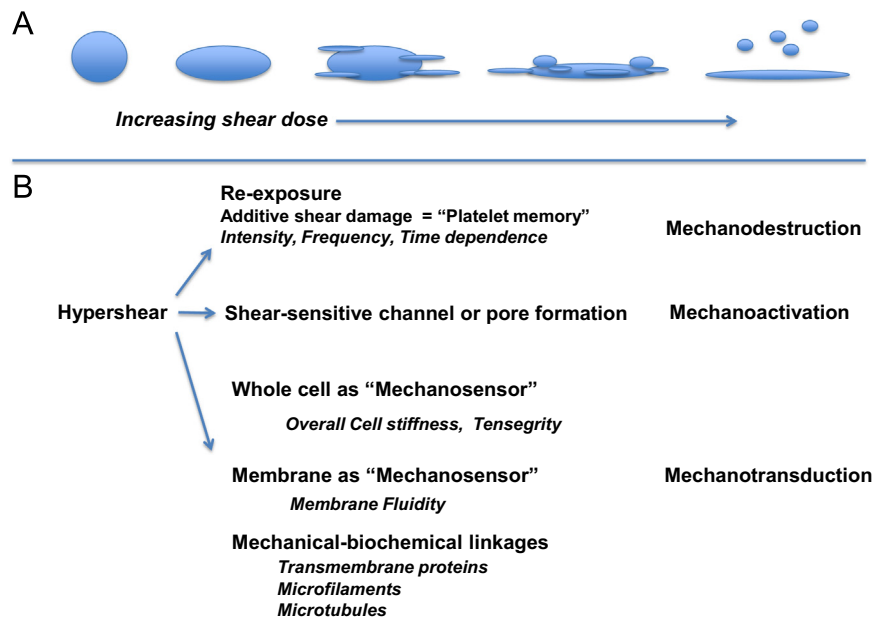 A
Increasing shear dose
B
Re-exposure
Additive shear damage = “Platelet memory”
Intensity, Frequency, Time dependence
Mechanodestruction
Hypershear
Shear-sensitive channel or pore formation
Mechanoactivation
Whole cell as “Mechanosensor”
Overall Cell stiffness, Tensegrity
Membrane as “Mechanosensor”
Mechanotransduction
Membrane Fluidity
Mechanical-biochemical linkages
Transmembrane proteins
Microfilaments
Microtubules